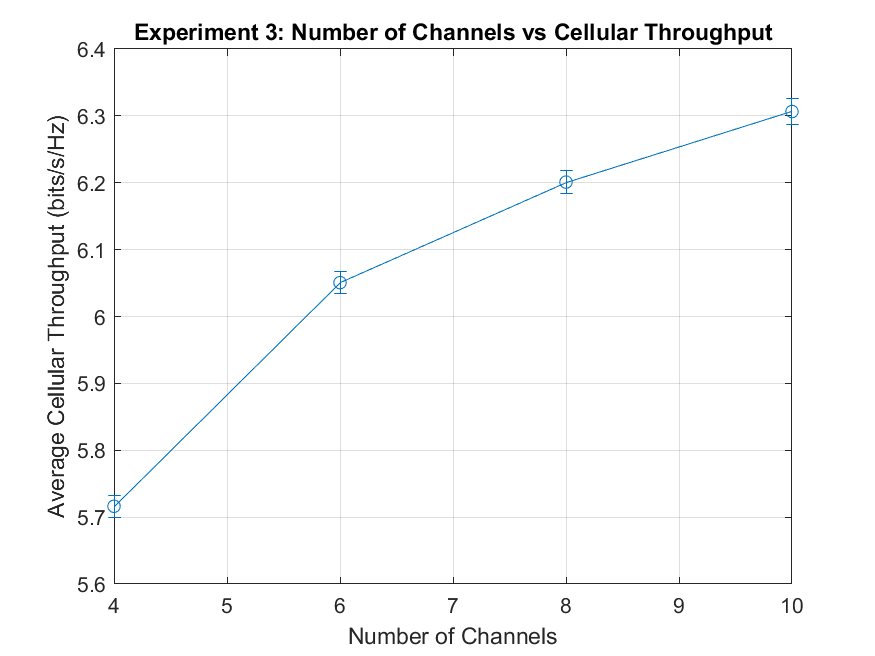 Experiment 3: Number of Channels vs Cellular Throughput
6.4
6.3
6.2
6.1
6
5.9
5.8
5.7
5.6
Average Cellular Throughput (bits/s/Hz)
4 5 6 7 8 9 10
Number of Channels